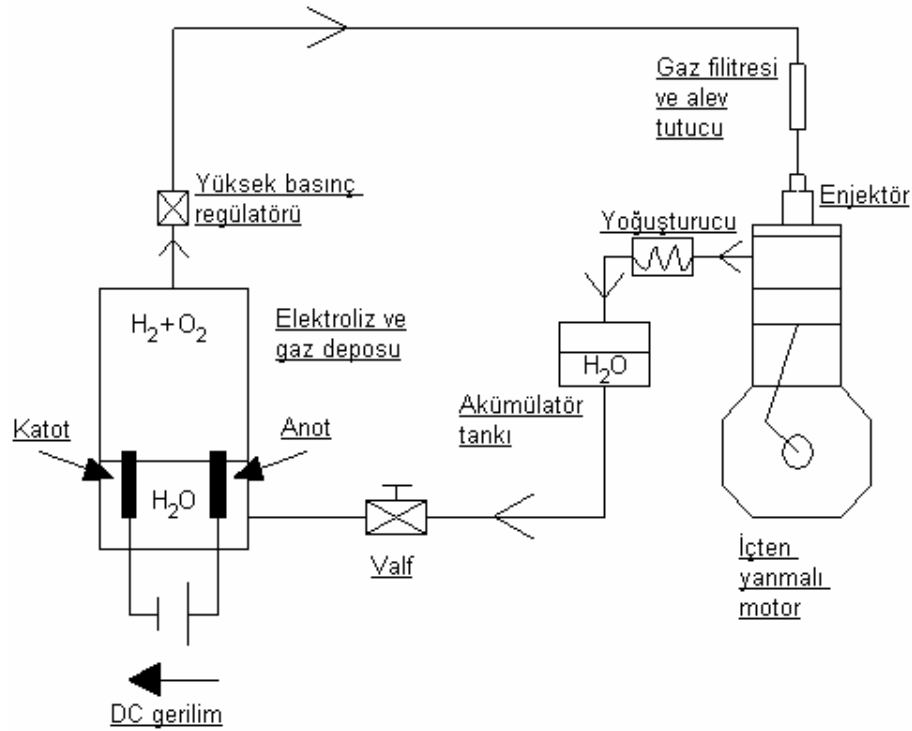 Gaz filitresi
ve alev
tutucu
Yüksek basınç
regülatörü
Enjektör
Yoğuşturucu
H₂+O₂
Elektroliz ve
gaz deposu
H₂O
Akümülatör
tankı
Katot
Anot
H₂O
Valf
İçten
yanmalı
motor
DC gerilim